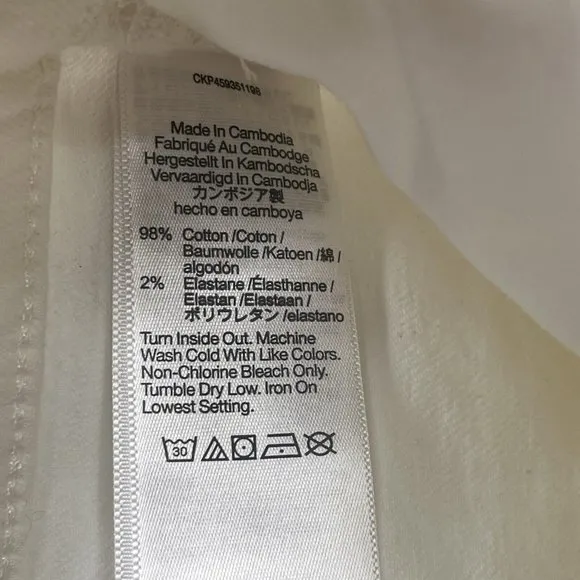 CKP459351198
Made In Cambodia
Fabriqué Au Cambodge
Hergestellt In Kambodscha
Vervaardigd In Cambodja
カンボジア製
hecho en camboya
98% Cotton /Coton /
Baumwolle /Katoen /綿 /
algodón
2% Elastane /Élasthanne /
Elastan /Elastaan /
ポリウレタン /elastano
Turn Inside Out. Machine
Wash Cold With Like Colors.
Non-Chlorine Bleach Only.
Tumble Dry Low. Iron On
Lowest Setting.
30